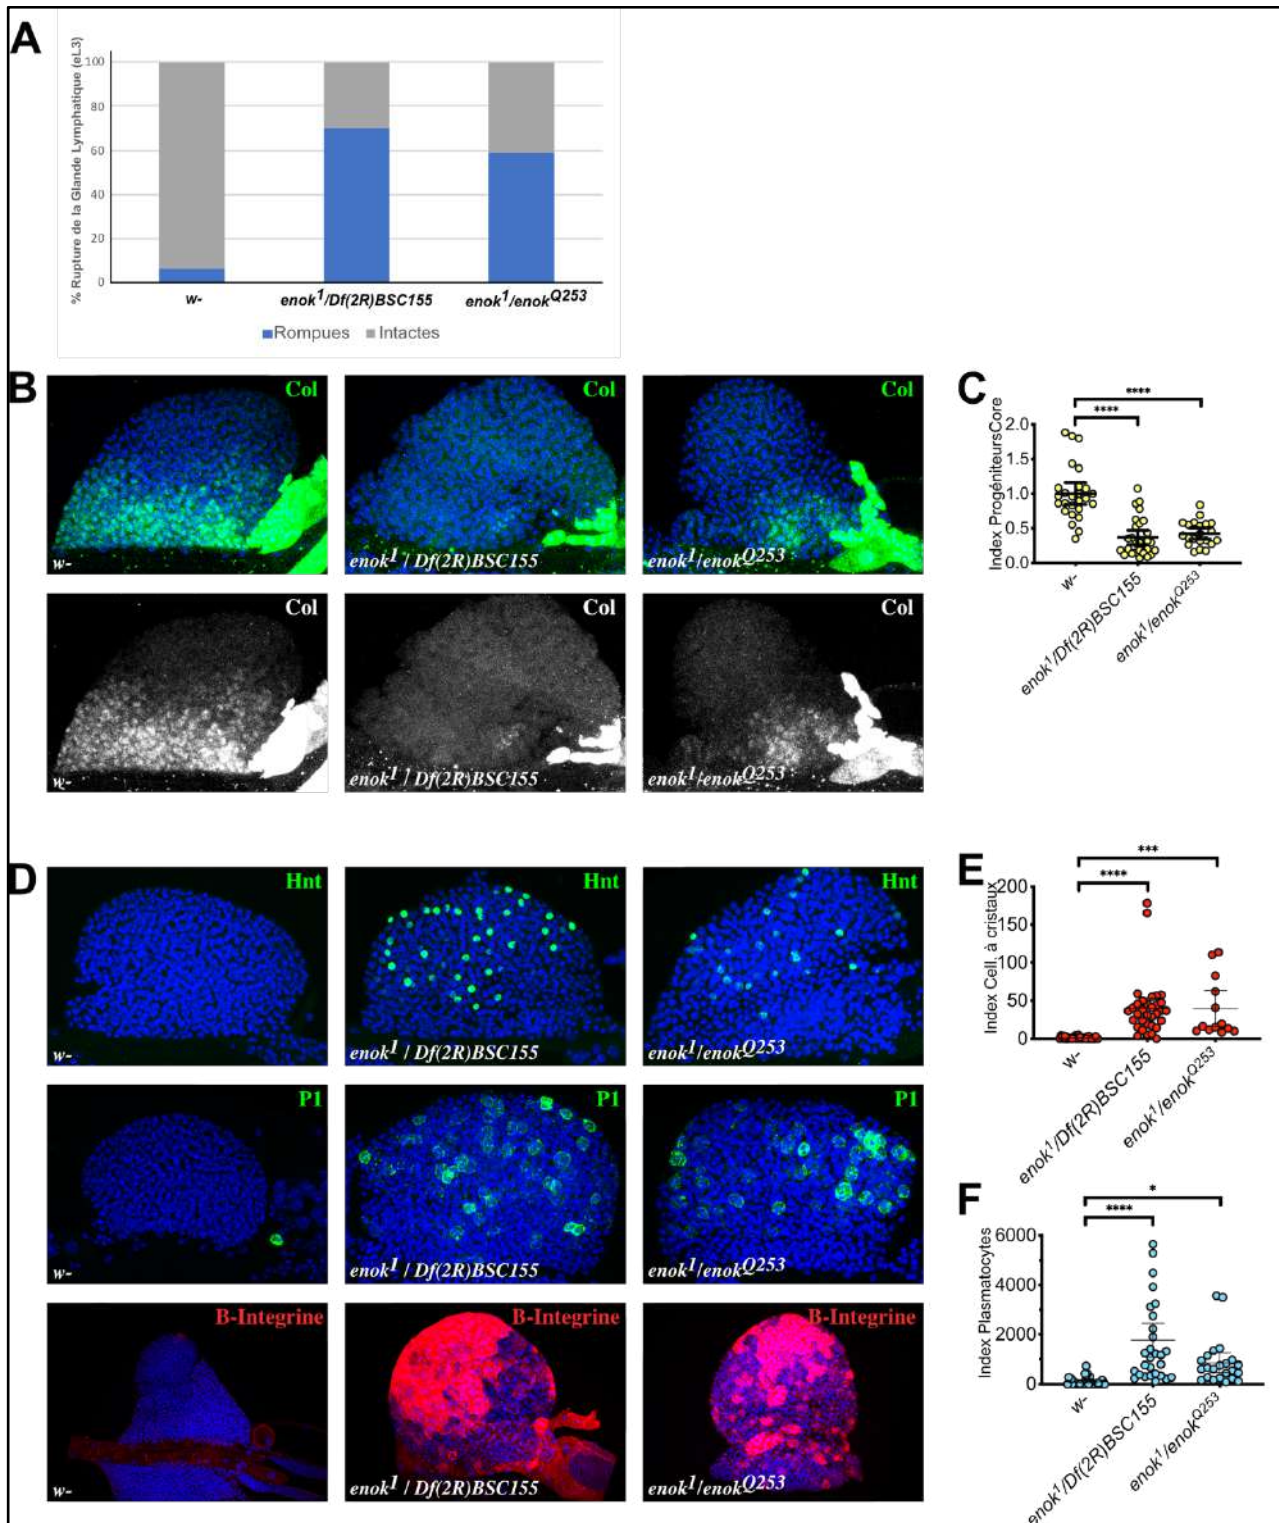 A
% Rupture de la Glande Lymphatique (eL3)
100
80
60
40
20
0
w-
enok1/Df(2R)BSC155
enok1/enokQ253
Rompues
Intactes
B
Col
w-
Col
enok1 / Df(2R)BSC155
Col
enok1/enokQ253
Col
w-
Col
enok1 / Df(2R)BSC155
Col
enok1/enokQ253
C
****
****
Index ProgéniteursCore
2.0
1.5
1.0
0.5
0.0
w-
enok1/Df(2R)BSC155
enok1/enokQ253
D
Hnt
w-
Hnt
enok1 / Df(2R)BSC155
Hnt
enok1/enokQ253
P1
w-
P1
enok1 / Df(2R)BSC155
P1
enok1/enokQ253
B-Integrine
w-
B-Integrine
enok1 / Df(2R)BSC155
B-Integrine
enok1/enokQ253
E
***
****
Index Cell. à cristaux
200
150
100
50
0
w-
enok1/Df(2R)BSC155
enok1/enokQ253
F
*
****
Index Plasmatocytes
6000
4000
2000
0
w-
enok1/Df(2R)BSC155
enok1/enokQ253